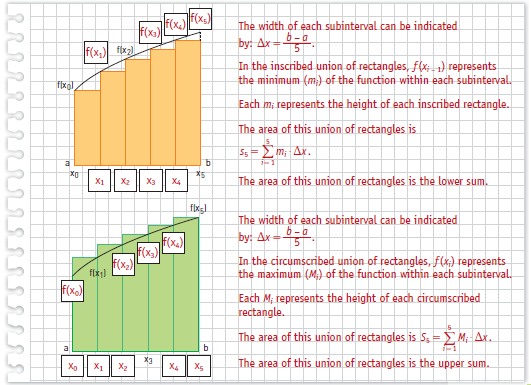 f(x₀)
f(x₁)
f(x₂)
f(x₃)
f(x₄)
f(x₅)
a
b
x₀
x₁
x₂
x₃
x₄
x₅
The width of each subinterval can be indicated
by: Δx = (b – a)/5.
In the inscribed union of rectangles, f(xᵢ₋₁) represents
the minimum (mᵢ) of the function within each subinterval.
Each mᵢ represents the height of each inscribed rectangle.
The area of this union of rectangles is
s₅ = ∑ᵢ₌₁⁵ mᵢ · Δx.
The area of this union of rectangles is the lower sum.
f(x₀)
f(x₁)
f(x₂)
f(x₃)
f(x₄)
f(x₅)
a
b
x₀
x₁
x₂
x₃
x₄
x₅
The width of each subinterval can be indicated
by: Δx = (b – a)/5.
In the circumscribed union of rectangles, f(xᵢ) represents
the maximum (Mᵢ) of the function within each subinterval.
Each Mᵢ represents the height of each circumscribed
rectangle.
The area of this union of rectangles is S₅ = ∑ᵢ₌₁⁵ Mᵢ · Δx.
The area of this union of rectangles is the upper sum.